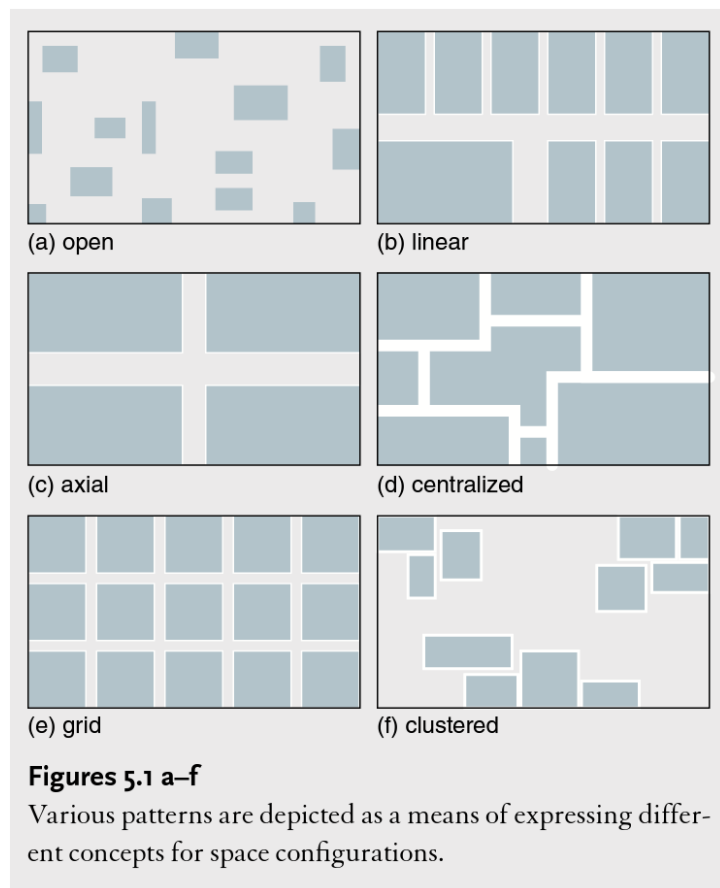 (a) open
(b) linear
(c) axial
(d) centralized
(e) grid
(f) clustered
Figures 5.1 a–f
Various patterns are depicted as a means of expressing differ-
ent concepts for space configurations.